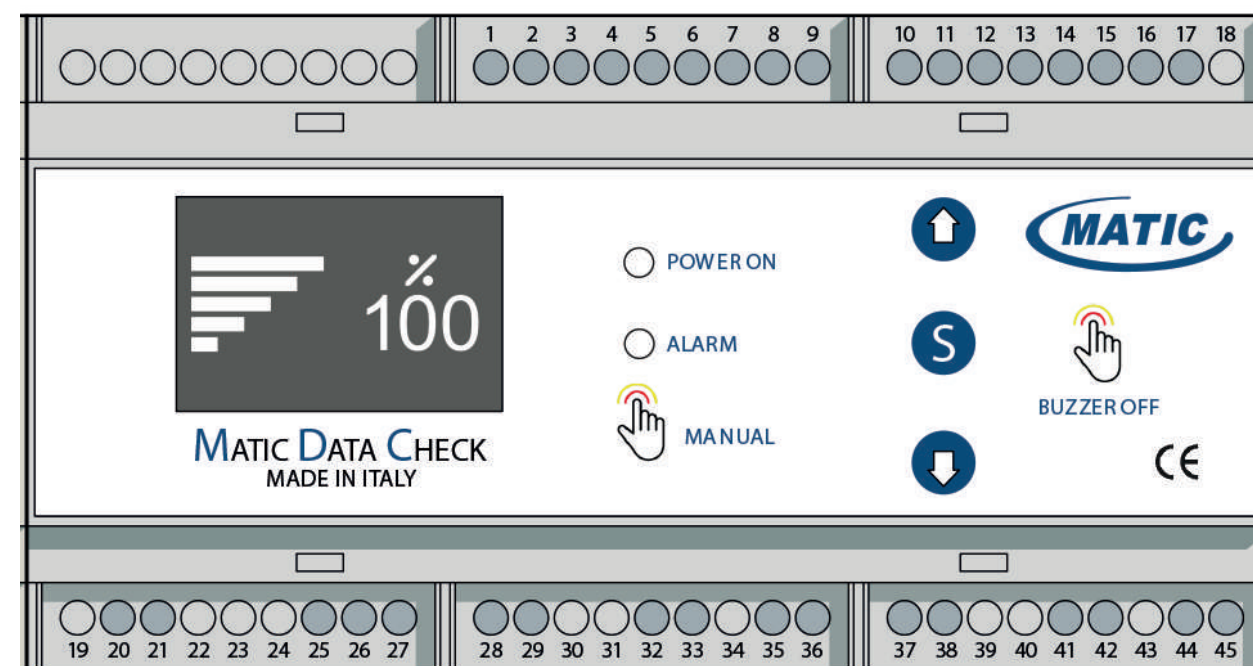 1 2 3 4 5 6 7 8 9 10 11 12 13 14 15 16 17 18
% 
100
MATIC DATA CHECK
MADE IN ITALY
POWER ON
ALARM
MANUAL
S
MATIC
BUZZER OFF
CE
19 20 21 22 23 24 25 26 27 28 29 30 31 32 33 34 35 36 37 38 39 40 41 42 43 44 45